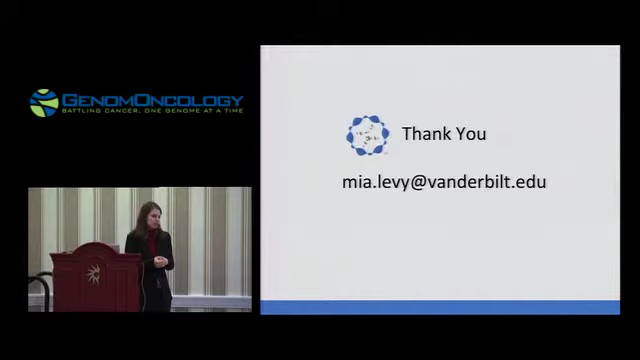 GENOMONCOLOGY
BATTLING CANCER, ONE GENOME AT A TIME
Thank You
mia.levy@vanderbilt.edu